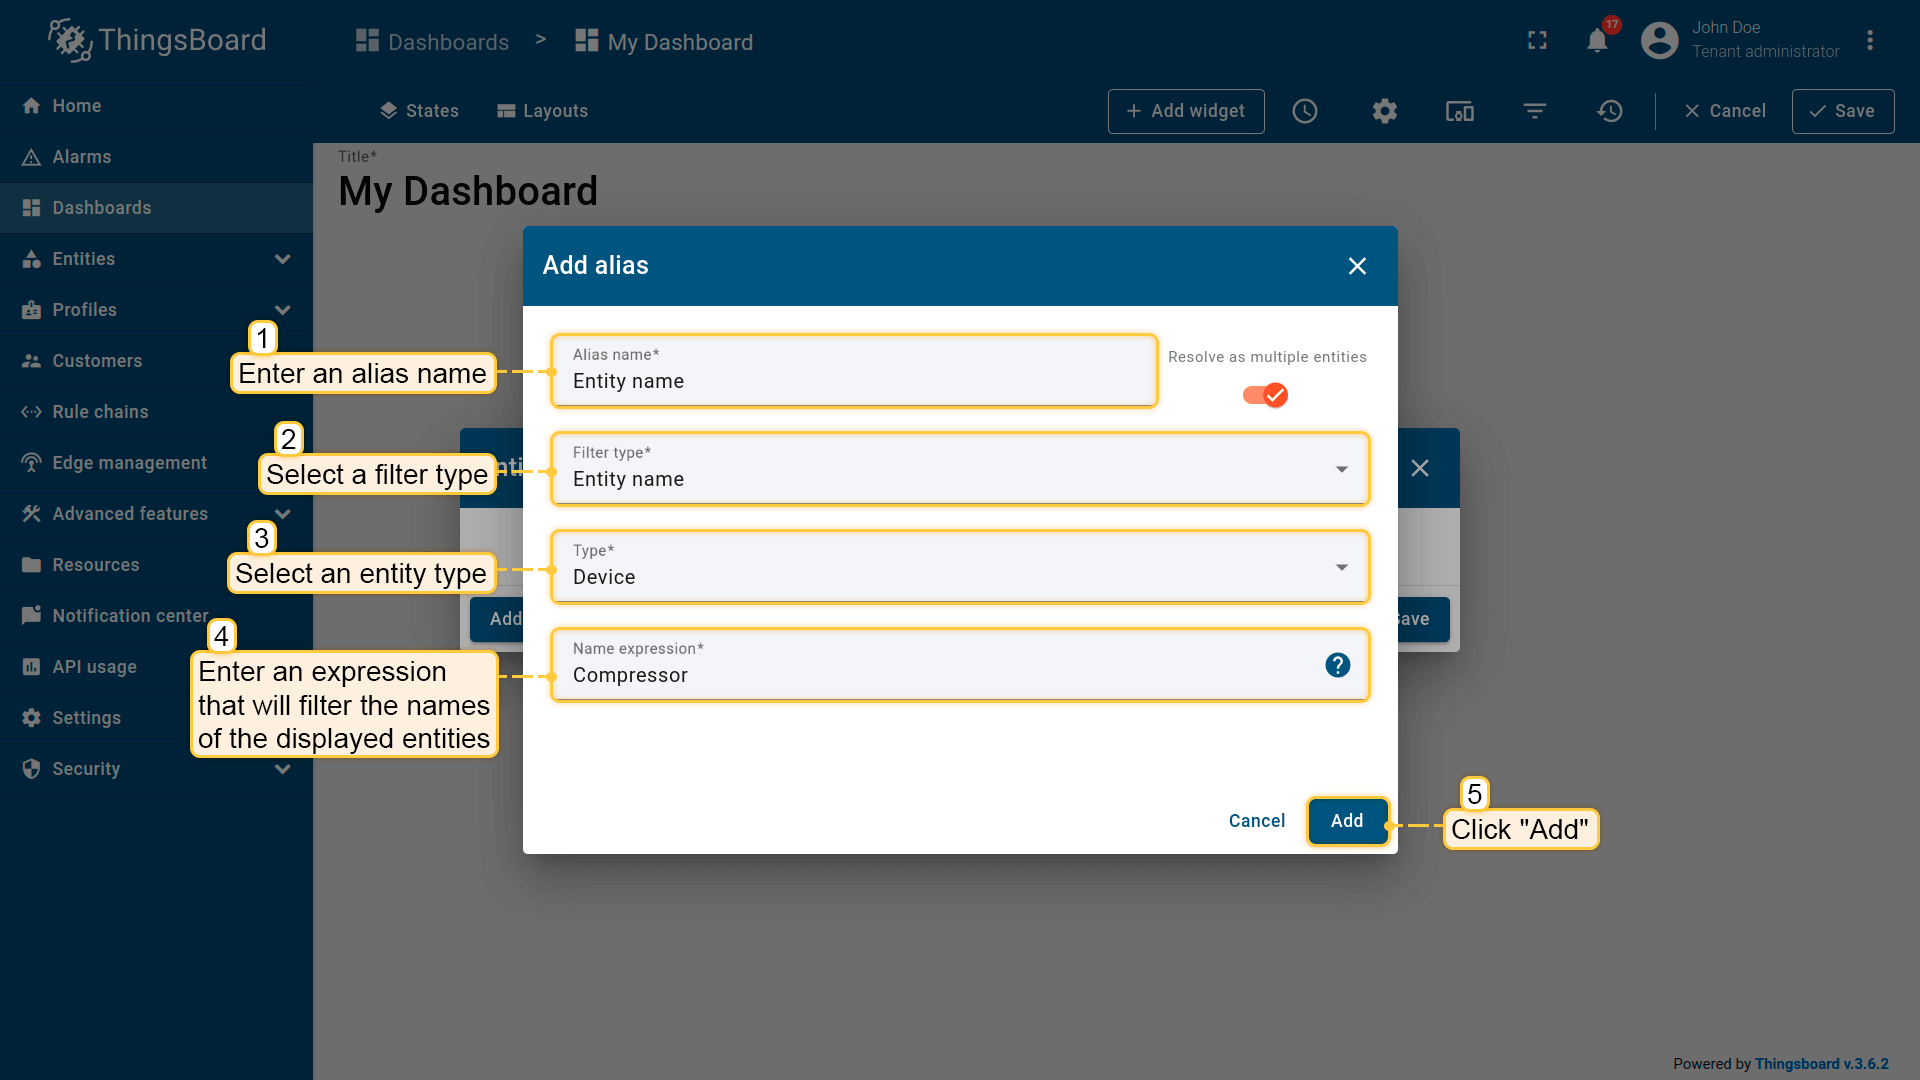 ThingsBoard
Dashboards > My Dashboard
17
John Doe
Tenant administrator
States
Layouts
+ Add widget
Cancel
Save
Home
Alarms
Dashboards
Entities
Profiles
Customers
Rule chains
Edge management
Advanced features
Resources
Notification center
API usage
Settings
Security
Title*
My Dashboard
Add alias
1
Enter an alias name
Alias name*
Entity name
Resolve as multiple entities
2
Select a filter type
Filter type*
Entity name
3
Select an entity type
Type*
Device
Add
4
Enter an expression
that will filter the names
of the displayed entities
Name expression*
Compressor
?
Cancel
Add
5
Click "Add"
Powered by Thingsboard v.3.6.2